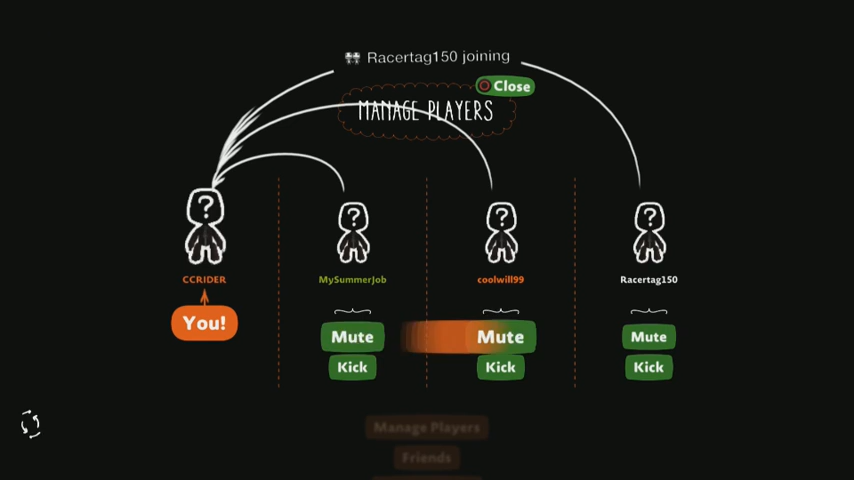 Racertag150 joining
Close
MANAGE PLAYERS
?
?
?
?
CCRIDER
MySummerJob
coolwill99
Racertag150
You!
Mute
Mute
Mute
Kick
Kick
Kick
Manage Players
Friends